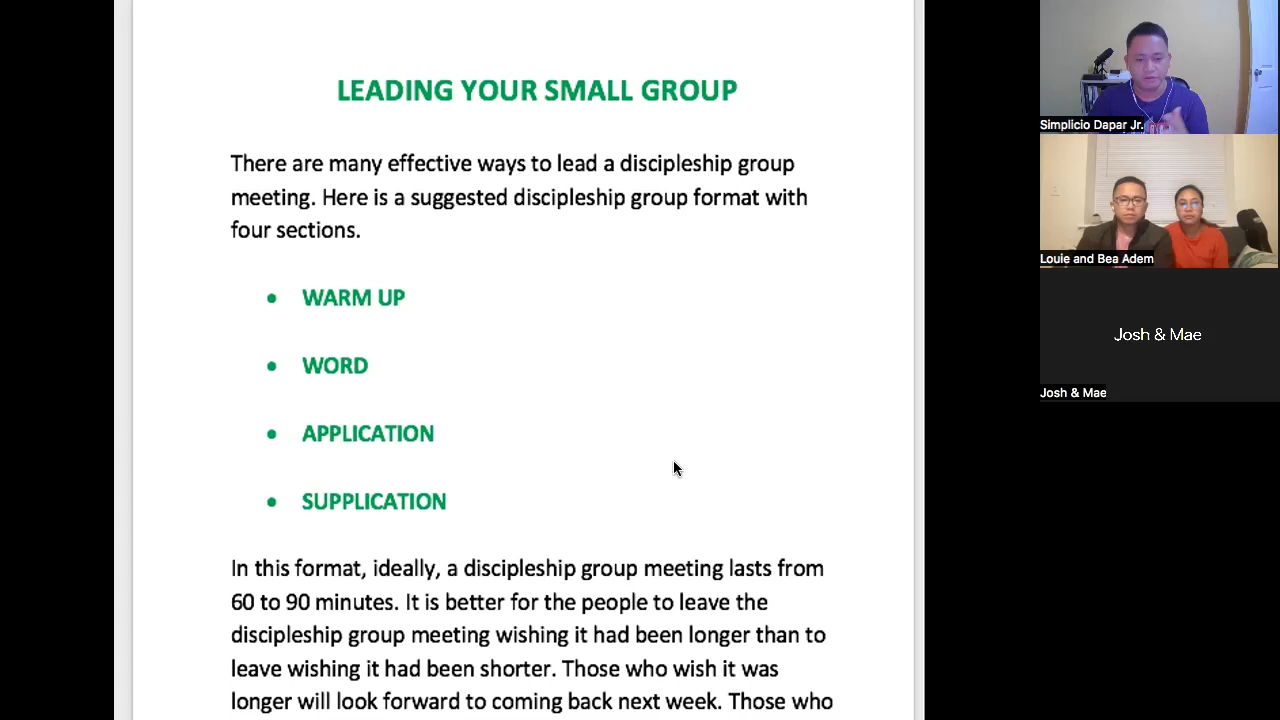 LEADING YOUR SMALL GROUP
There are many effective ways to lead a discipleship group
meeting. Here is a suggested discipleship group format with
four sections.
• WARM UP
• WORD
• APPLICATION
• SUPPLICATION
In this format, ideally, a discipleship group meeting lasts from
60 to 90 minutes. It is better for the people to leave the
discipleship group meeting wishing it had been longer than to
leave wishing it had been shorter. Those who wish it was
longer will look forward to coming back next week. Those who
Simplicio Dapar Jr.
Louie and Bea Adem
Josh & Mae
Josh & Mae